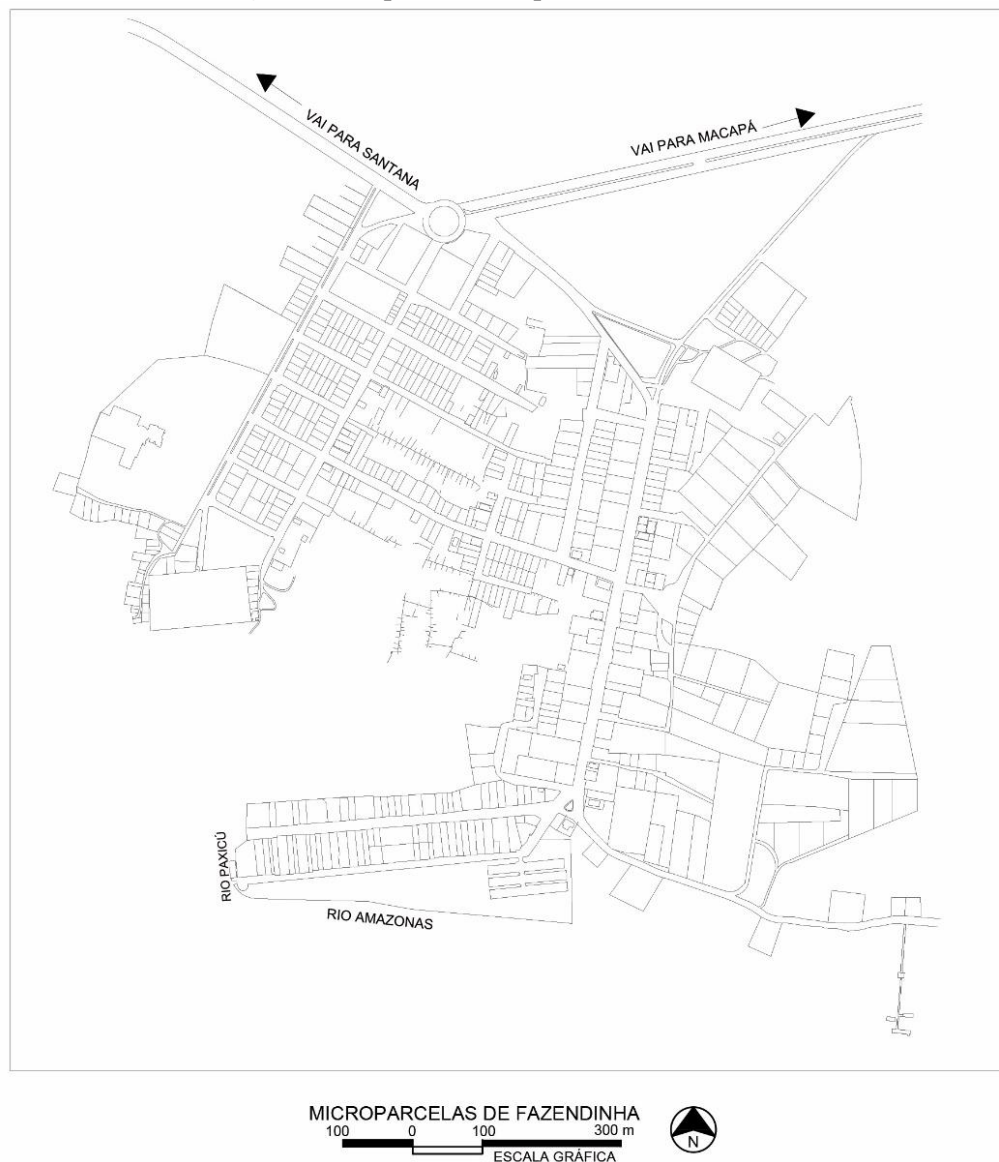 VAI PARA SANTANA
VAI PARA MACAPÁ
RIO PAXICÚ
RIO AMAZONAS
MICROPARCELAS DE FAZENDINHA
100 0 100 300 m
ESCALA GRÁFICA
N